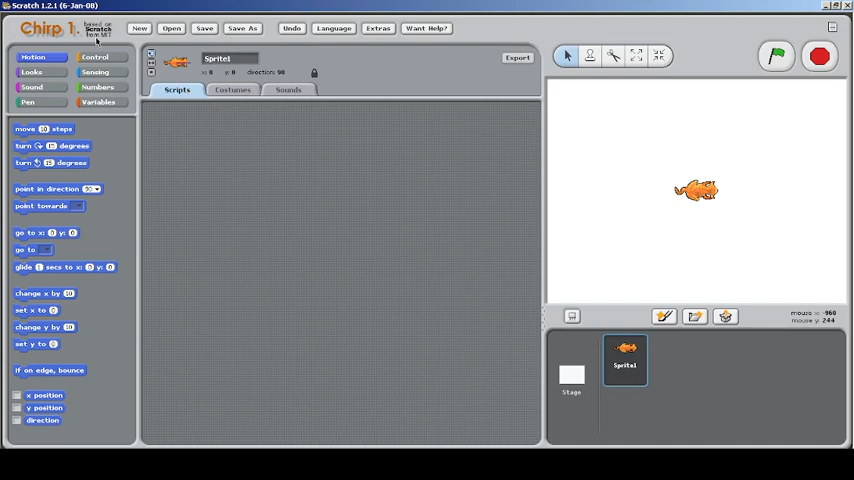 Scratch 1.2.1 (6-Jan-08)
Chirp 1.
based on
Scratch
from MIT
New
Open
Save
Save As
Undo
Language
Extras
Want Help?
Motion
Control
Looks
Sensing
Sound
Numbers
Pen
Variables
Sprite1
x: 0 y: 0 direction: 90
Export
Scripts
Costumes
Sounds
move 10 steps
turn 15 degrees
turn 15 degrees
point in direction 90
point towards
go to x: 0 y: 0
go to
glide 1 secs to x: 0 y: 0
change x by 10
set x to 0
change y by 10
set y to 0
if on edge, bounce
x position
y position
direction
mouse x: -960
mouse y: 244
Sprite1
Stage